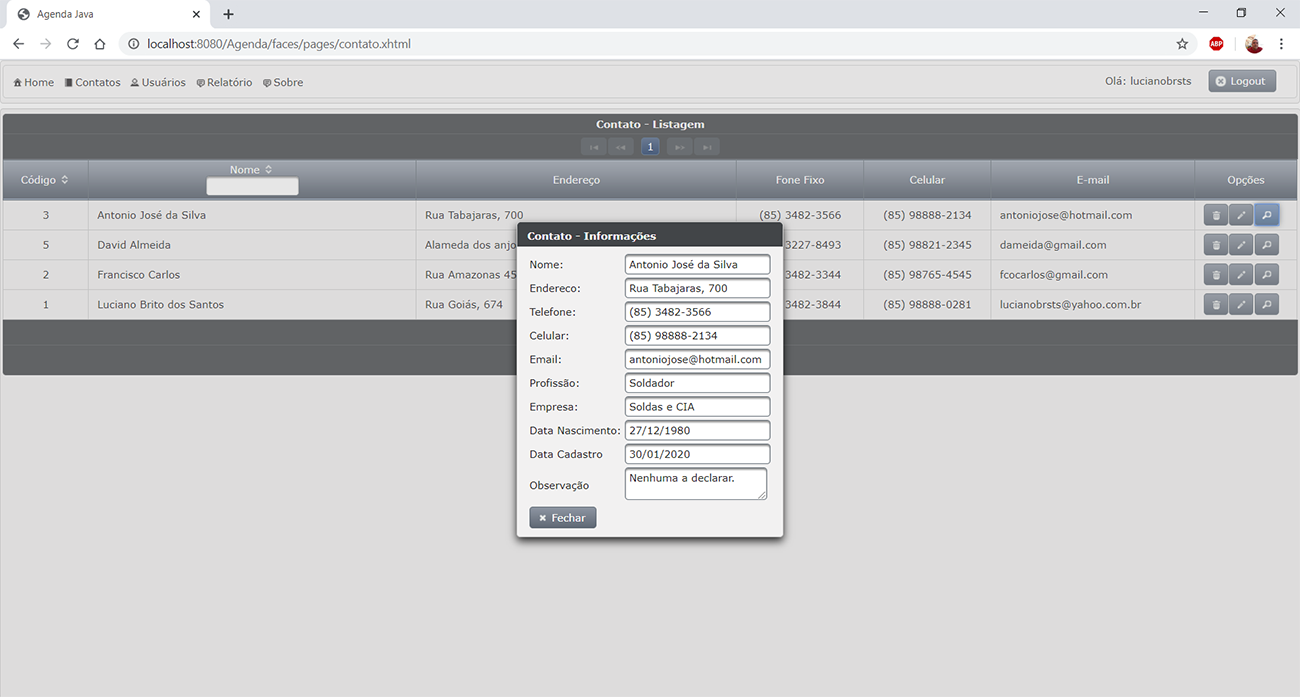 Agenda Java
localhost:8080/Agenda/faces/pages/contato.xhtml
ABP
Home Contatos Usuários Relatório Sobre Olá: lucianobrsts Logout
Contato - Listagem
1
Código Nome Endereço Fone Fixo Celular E-mail Opções
3 Antonio José da Silva Rua Tabajaras, 700 (85) 3482-3566 (85) 98888-2134 antoniojose@hotmail.com
5 David Almeida Alameda dos anjo 3227-8493 (85) 98821-2345 dameida@gmail.com
2 Francisco Carlos Rua Amazonas 45 3482-3344 (85) 98765-4545 fcocarlos@gmail.com
1 Luciano Brito dos Santos Rua Goiás, 674 3482-3844 (85) 98888-0281 lucianobrsts@yahoo.com.br
Contato - Informações
Nome: Antonio José da Silva
Endereco: Rua Tabajaras, 700
Telefone: (85) 3482-3566
Celular: (85) 98888-2134
Email: antoniojose@hotmail.com
Profissão: Soldador
Empresa: Soldas e CIA
Data Nascimento: 27/12/1980
Data Cadastro 30/01/2020
Observação Nenhuma a declarar.
Fechar